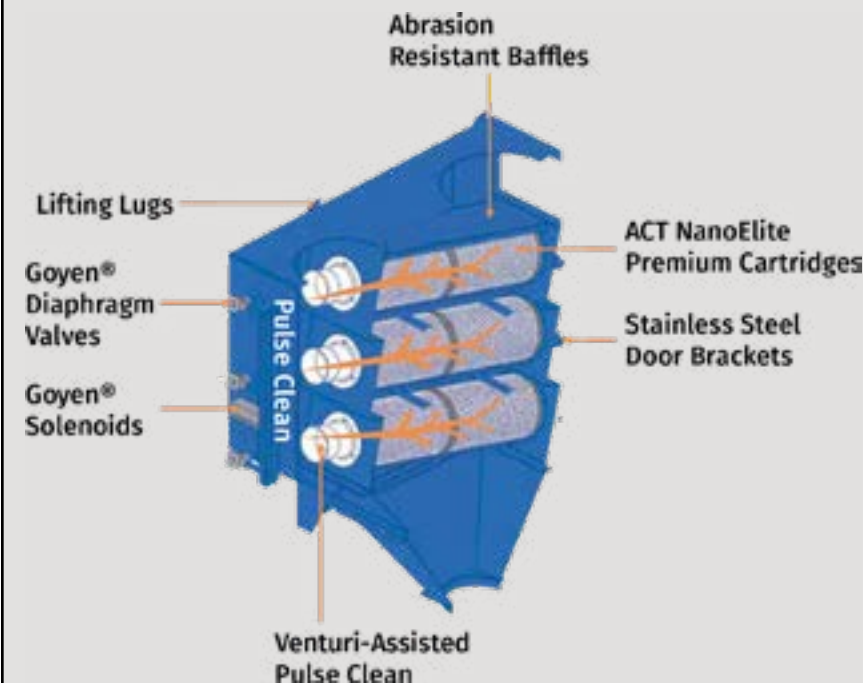 Abrasion
Resistant Baffles
Lifting Lugs
ACT NanoElite
Premium Cartridges
Goyen®
Diaphragm
Valves
Stainless Steel
Door Brackets
Goyen®
Solenoids
Pulse Clean
Venturi-Assisted
Pulse Clean